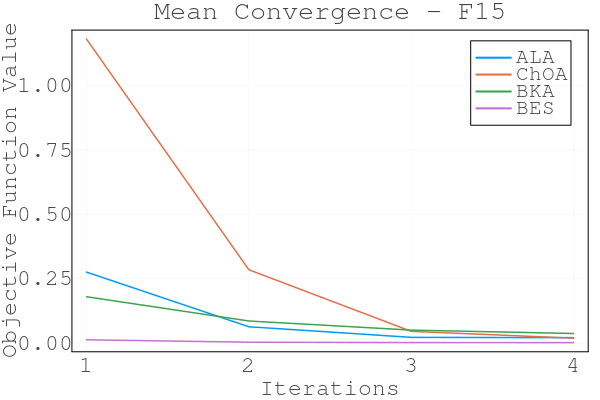 Mean Convergence - F15
Objective Function Value
1.00
0.75
0.50
0.25
0.00
ALA
ChOA
BKA
BES
1 2 3 4
Iterations